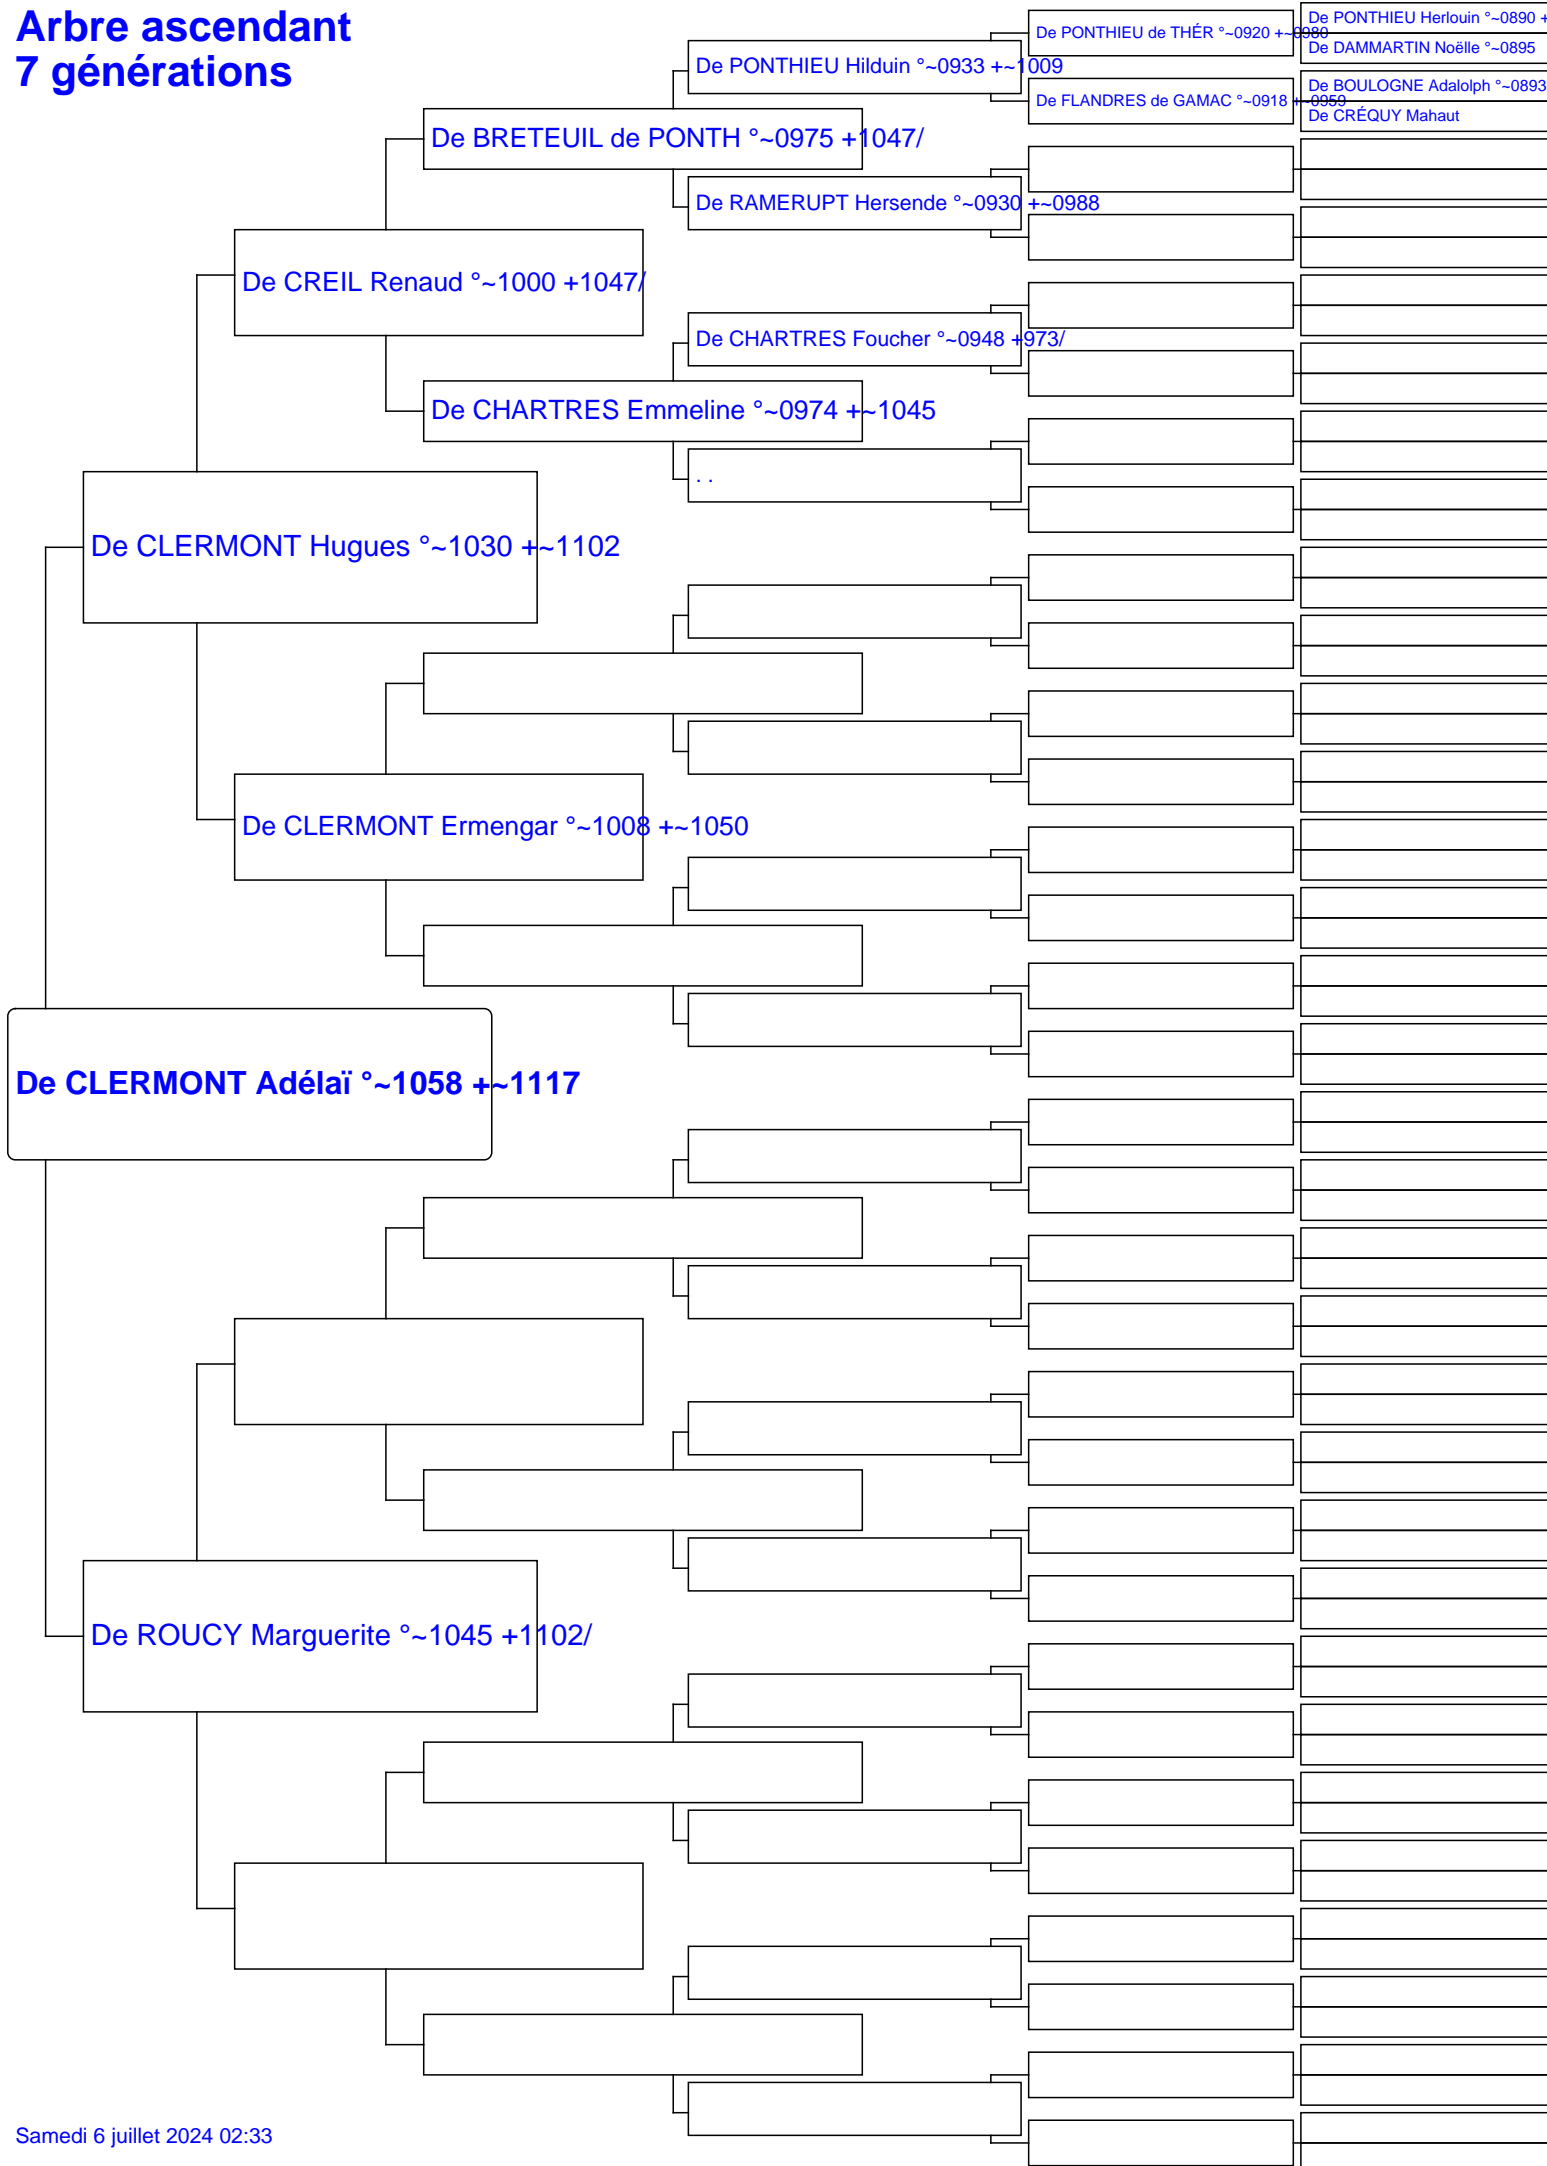 Arbre ascendant
7 générations
De PONTHIEU Herlouin °~0890 +
De PONTHIEU de THÉR °~0920 +~0980
De DAMMARTIN Noëlle °~0895
De PONTHIEU Hilduin °~0933 +~1009
De BOULOGNE Adalolph °~0893
De FLANDRES de GAMAC °~0918 +~0959
De CRÉQUY Mahaut
De BRETEUIL de PONTH °~0975 +1047/
De RAMERUPT Hersende °~0930 +~0988
De CREIL Renaud °~1000 +1047/
De CHARTRES Foucher °~0948 +973/
De CHARTRES Emmeline °~0974 +~1045
. .
De CLERMONT Hugues °~1030 +~1102
De CLERMONT Ermengar °~1008 +~1050
De CLERMONT Adélaï °~1058 +~1117
De ROUCY Marguerite °~1045 +1102/
Samedi 6 juillet 2024 02:33